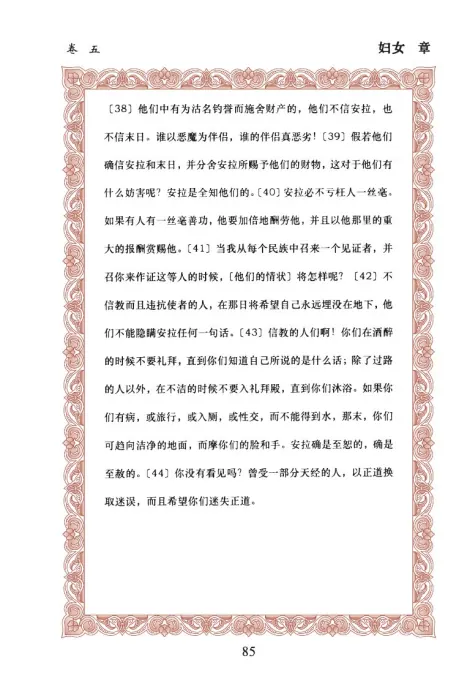 卷 五
妇女 章
〔38〕他们中有为沽名钓誉而施舍财产的，他们不信安拉，也
不信末日。谁以恶魔为伴侣，谁的伴侣真恶劣！〔39〕假若他们
确信安拉和末日，并分舍安拉所赐予他们的财物，这对于他们有
什么妨害呢？安拉是全知他们的。〔40〕安拉必不亏枉人一丝毫。
如果有人有一丝毫善功，他要加倍地酬劳他，并且以他那里的重
大的报酬赏赐他。〔41〕当我从每个民族中召来一个见证者，并
召你来作证这等人的时候，〔他们的情状〕将怎样呢？〔42〕不
信教而且违抗使者的人，在那日将希望自己永远埋没在地下，他
们不能隐瞒安拉任何一句话。〔43〕信教的人们啊！你们在酒醉
的时候不要礼拜，直到你们知道自己所说的是什么话；除了过路
的人以外，在不洁的时候不要入礼拜殿，直到你们沐浴。如果你
们有病，或旅行，或入厕，或性交，而不能得到水，那末，你们
可趋向洁净的地面，而摩你们的脸和手。安拉确是至恕的，确是
至赦的。〔44〕你没有看见吗？曾受一部分天经的人，以正道换
取迷误，而且希望你们迷失正道。
85